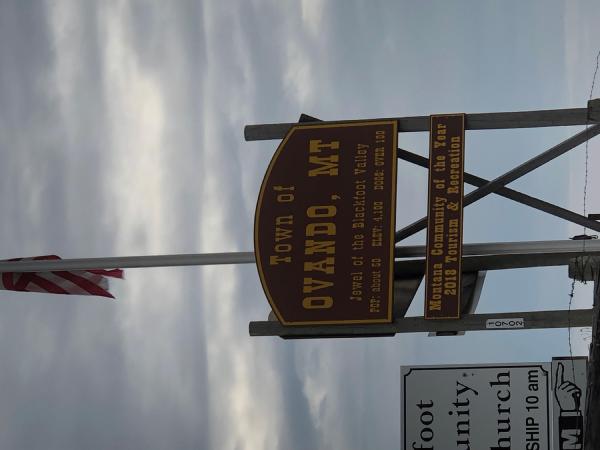 Town of
OVANDO, MT
Jewel of the Blackfoot Valley
POP: about 50 ELEV: 4,100 DOGS: OVER 100
Montana Community of the Year
2018 Tourism & Recreation
10702
foot
unity
hurch
SHIP 10 am
M